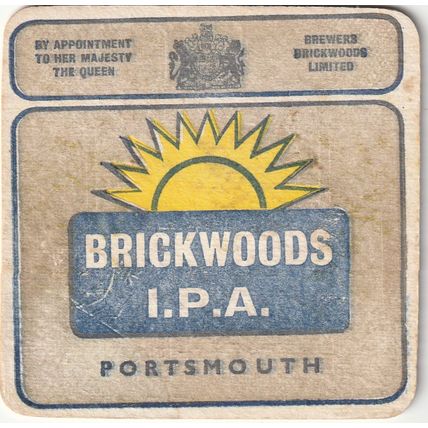 BY APPOINTMENT
TO HER MAJESTY
THE QUEEN
BREWERS
BRICKWOODS
LIMITED
BRICKWOODS
I.P.A.
PORTSMOUTH